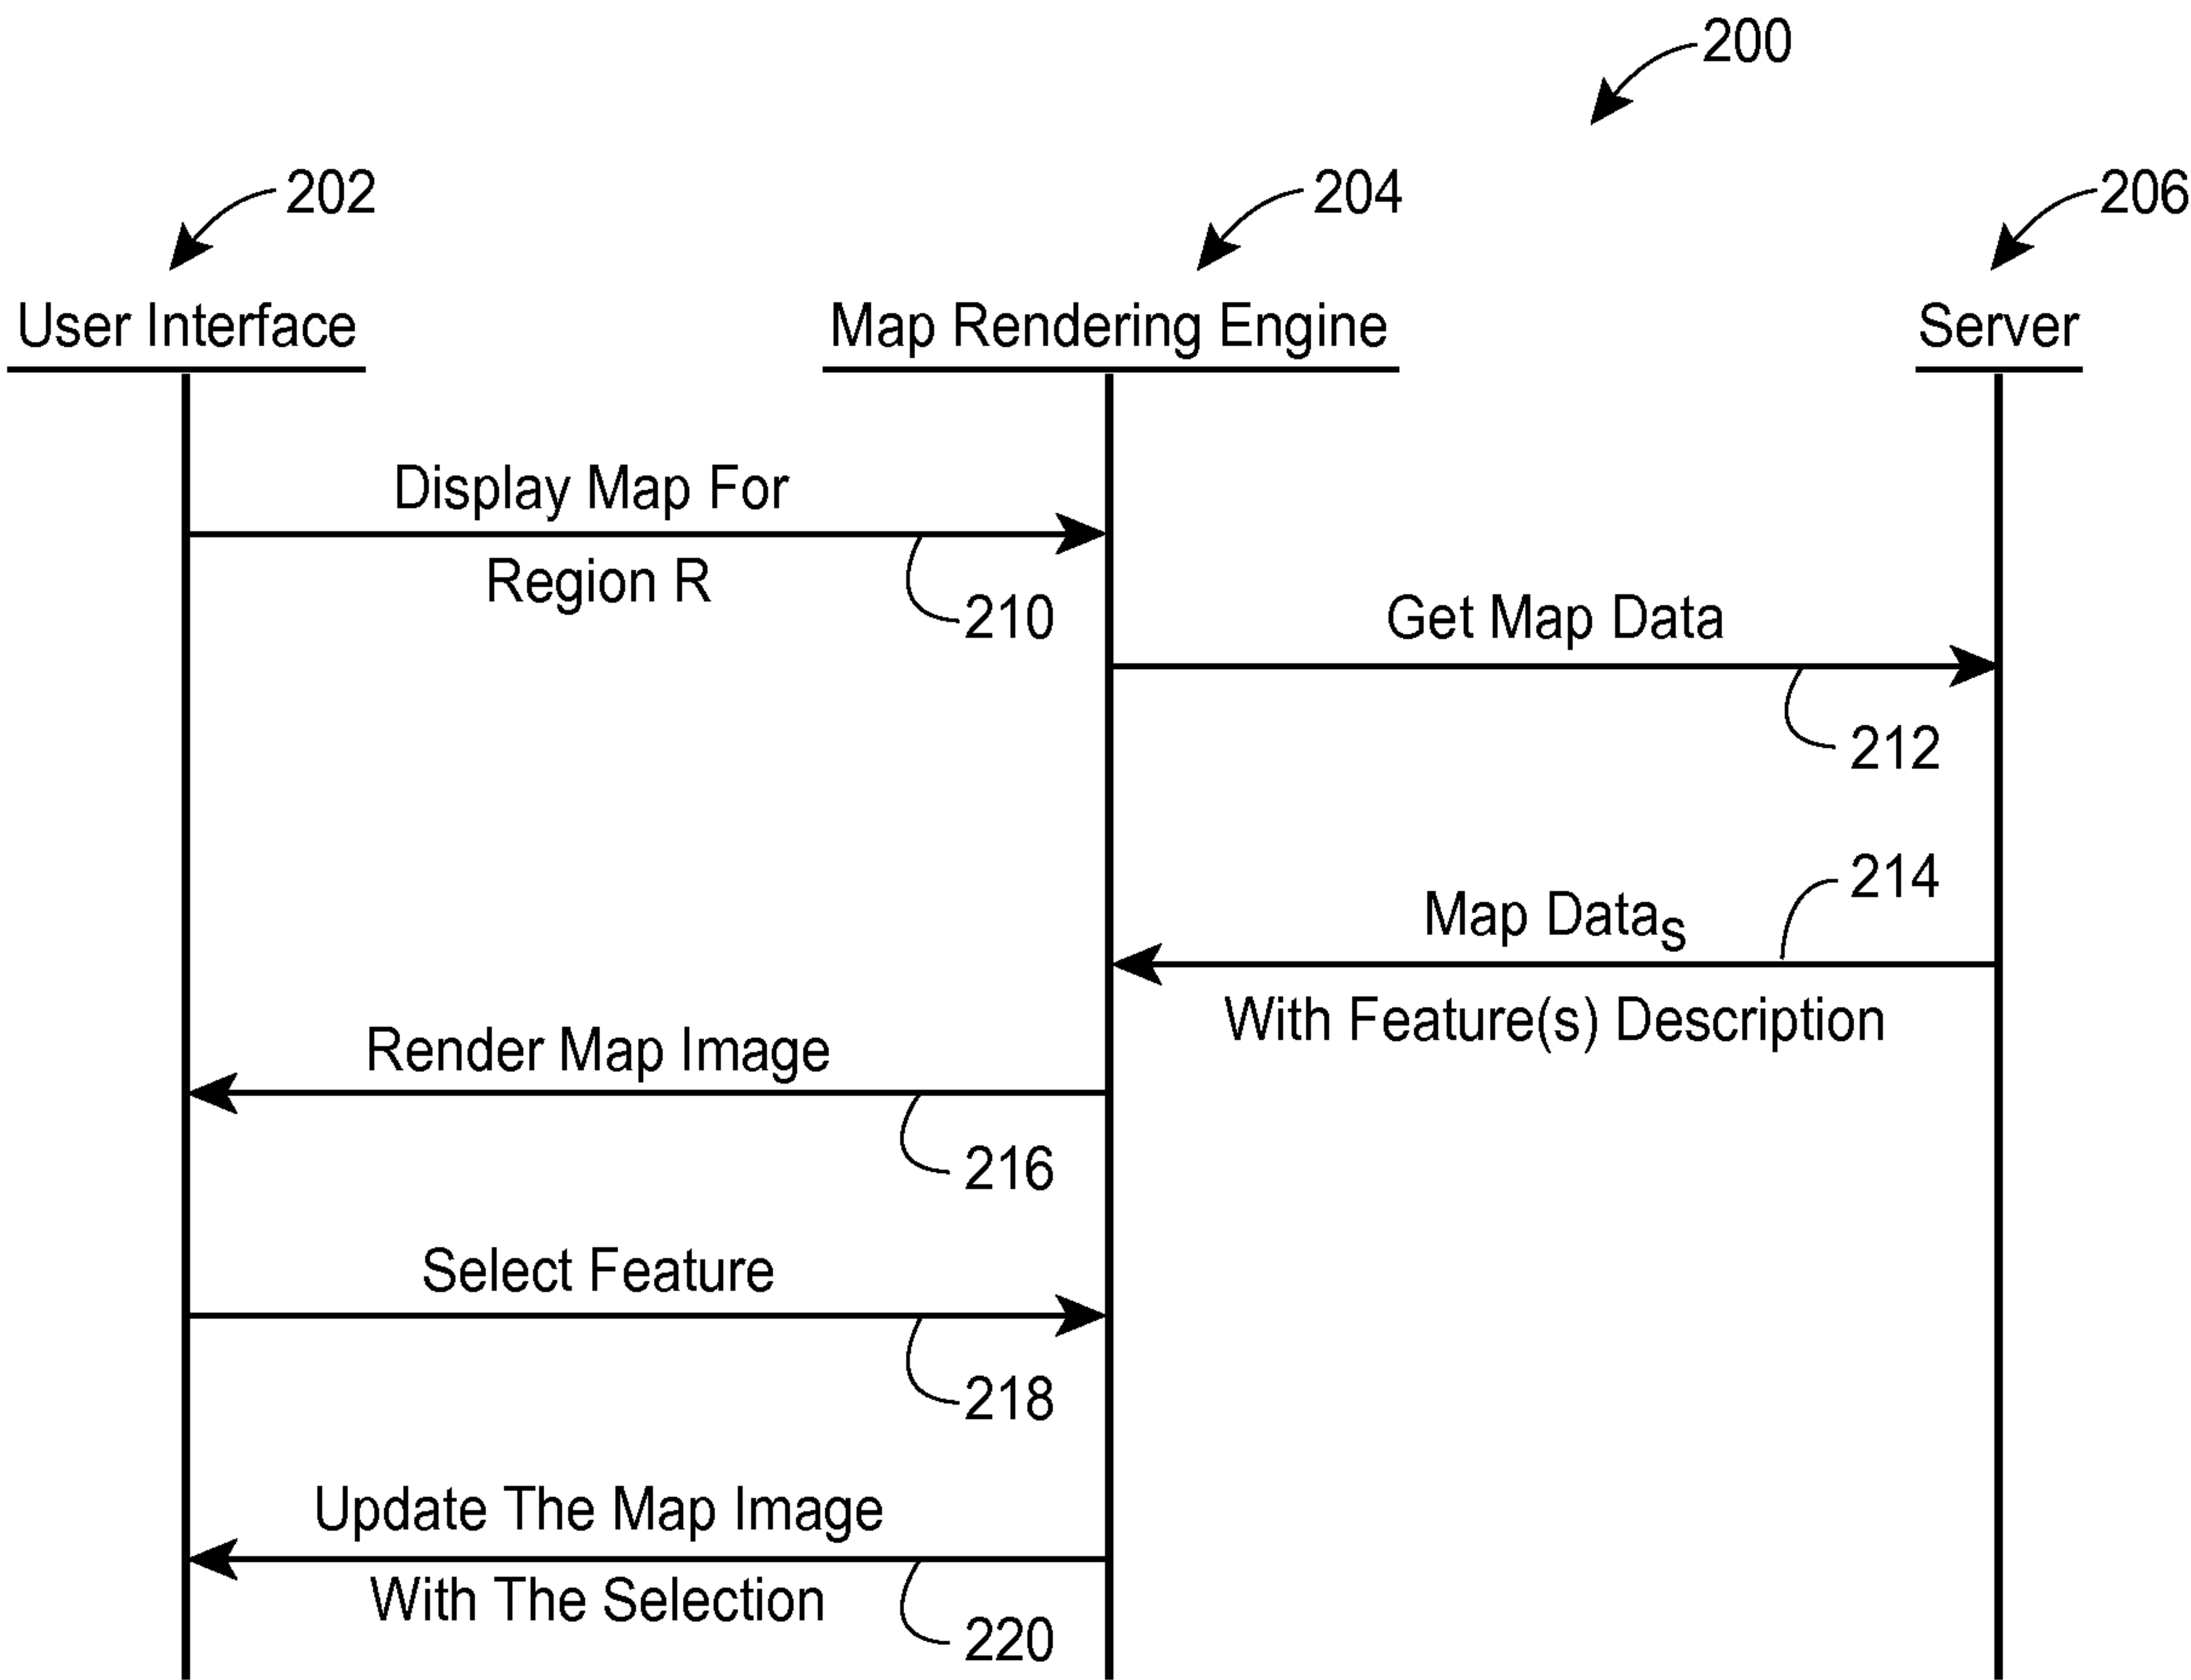 200
202
204
206
User Interface
Map Rendering Engine
Server
Display Map For
Region R
210
Get Map Data
212
214
Map DataS
With Feature(s) Description
Render Map Image
216
Select Feature
218
Update The Map Image
With The Selection
220